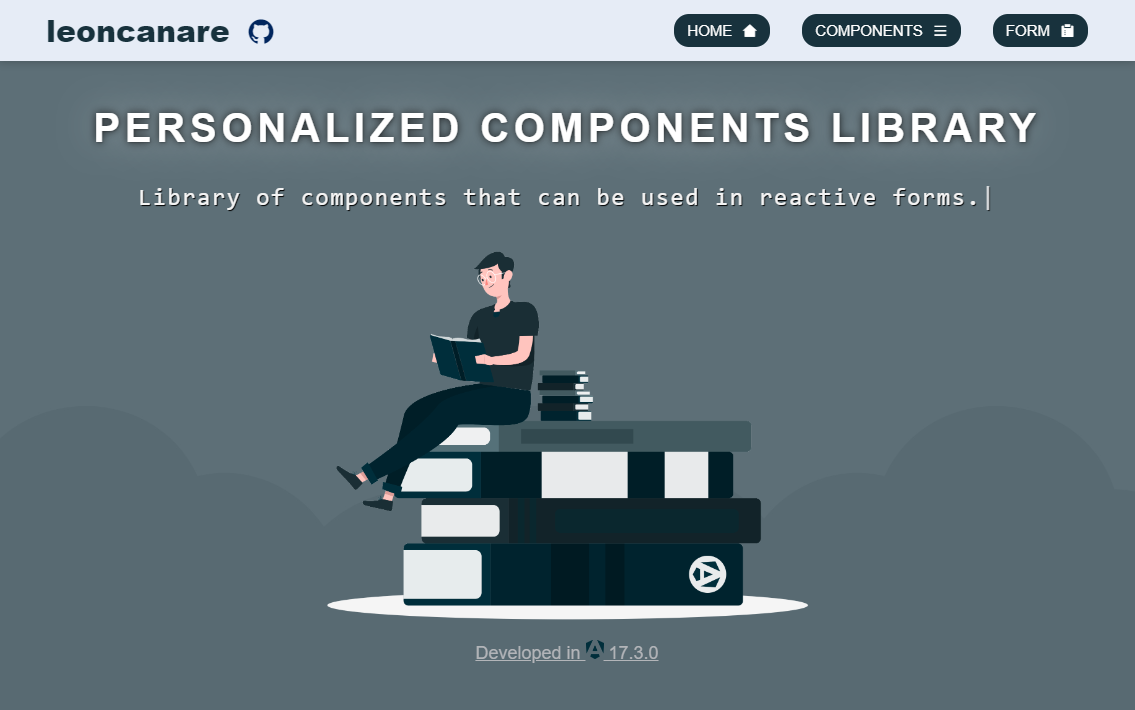 leoncanare
HOME
COMPONENTS
FORM
PERSONALIZED COMPONENTS LIBRARY
Library of components that can be used in reactive forms.
Developed in 17.3.0